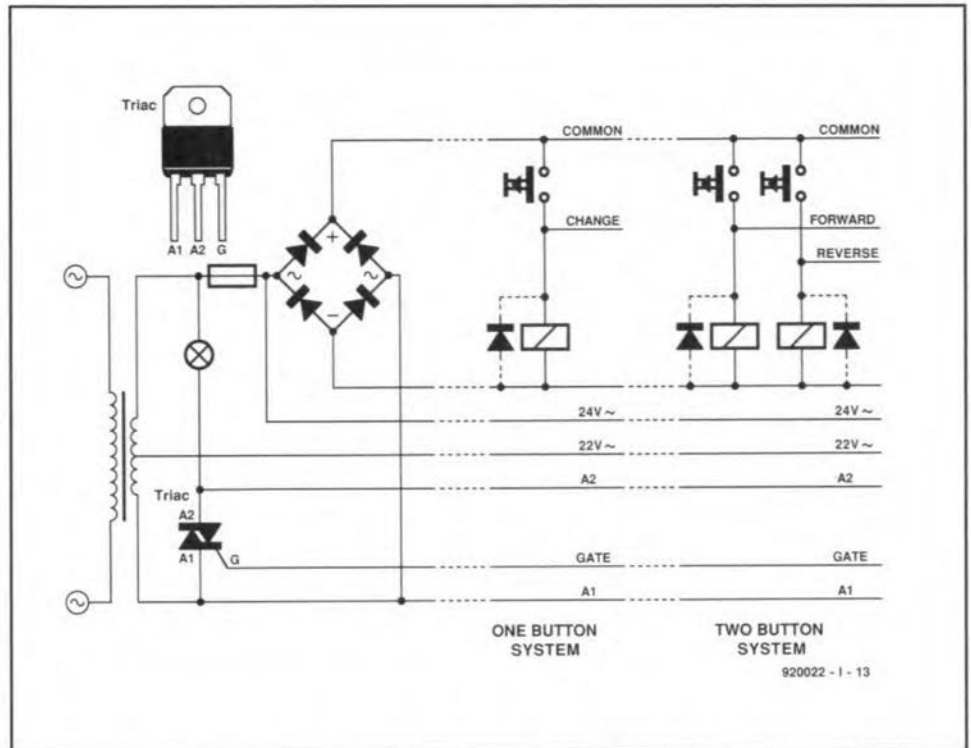 Triac
A1 A2 G
COMMON
COMMON
CHANGE
FORWARD
REVERSE
+
~
~
−
24V ~
24V ~
22V ~
22V ~
A2
A2
Triac
A2
A1
G
GATE
GATE
A1
A1
ONE BUTTON
SYSTEM
TWO BUTTON
SYSTEM
920022 - I - 13